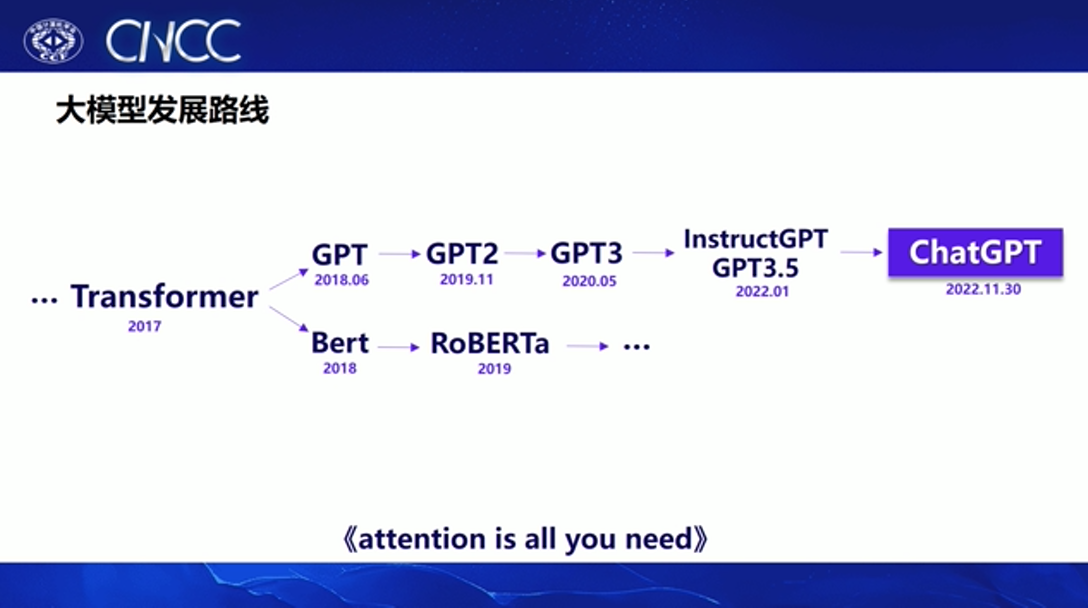 CCF
CNCC
大模型发展路线
... Transformer
2017
GPT
2018.06
GPT2
2019.11
GPT3
2020.05
InstructGPT
GPT3.5
2022.01
ChatGPT
2022.11.30
Bert
2018
RoBERTa
2019
...
《attention is all you need》